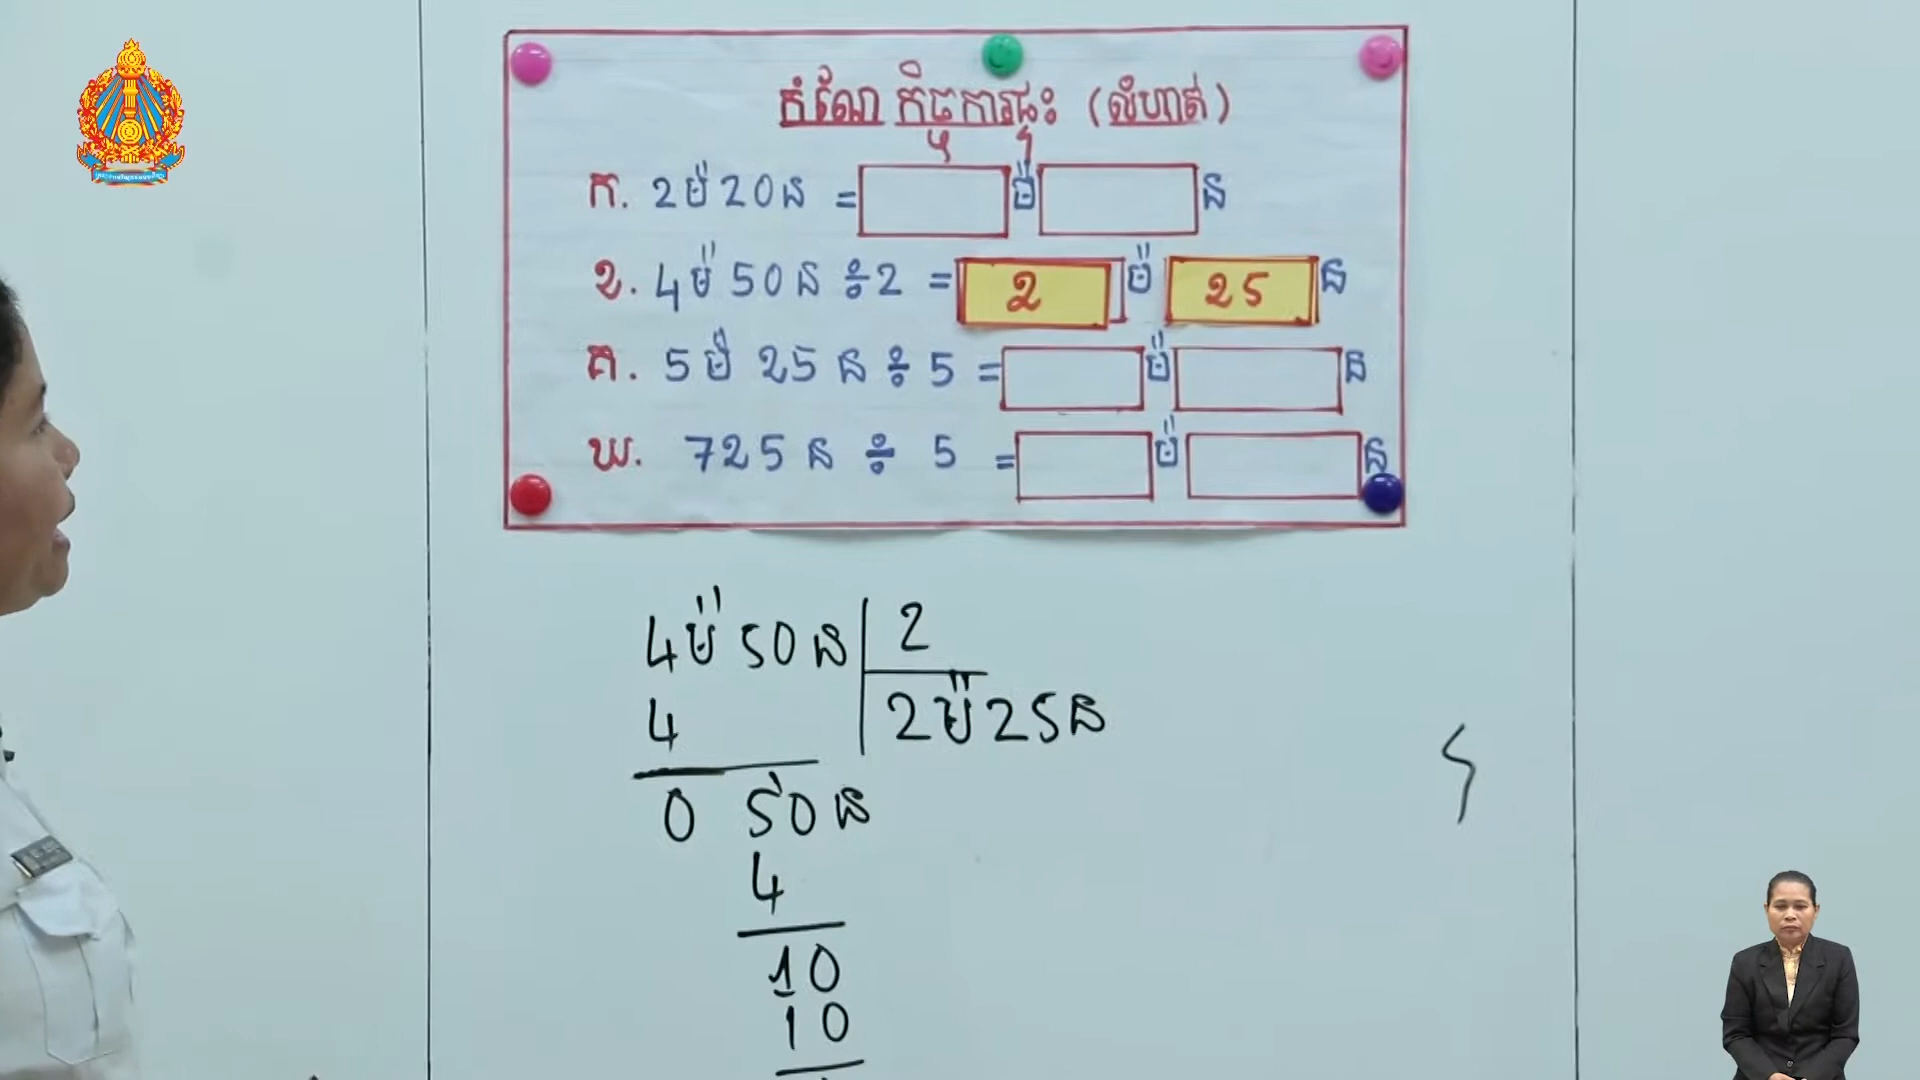 កំណែ កិច្ចការផ្ទះ (លំហាត់)
ក. 2ម៉ 20ន = ម៉ ន
ខ. 4ម៉ 50ន ÷ 2 = 2 ម៉ 25 ន
គ. 5ម៉ 25ន ÷ 5 = ម៉ ន
ឃ. 725ន ÷ 5 = ម៉ ន
4ម៉ 50ន 2
4 2ម៉ 25ន
0 50ន
4
10
10